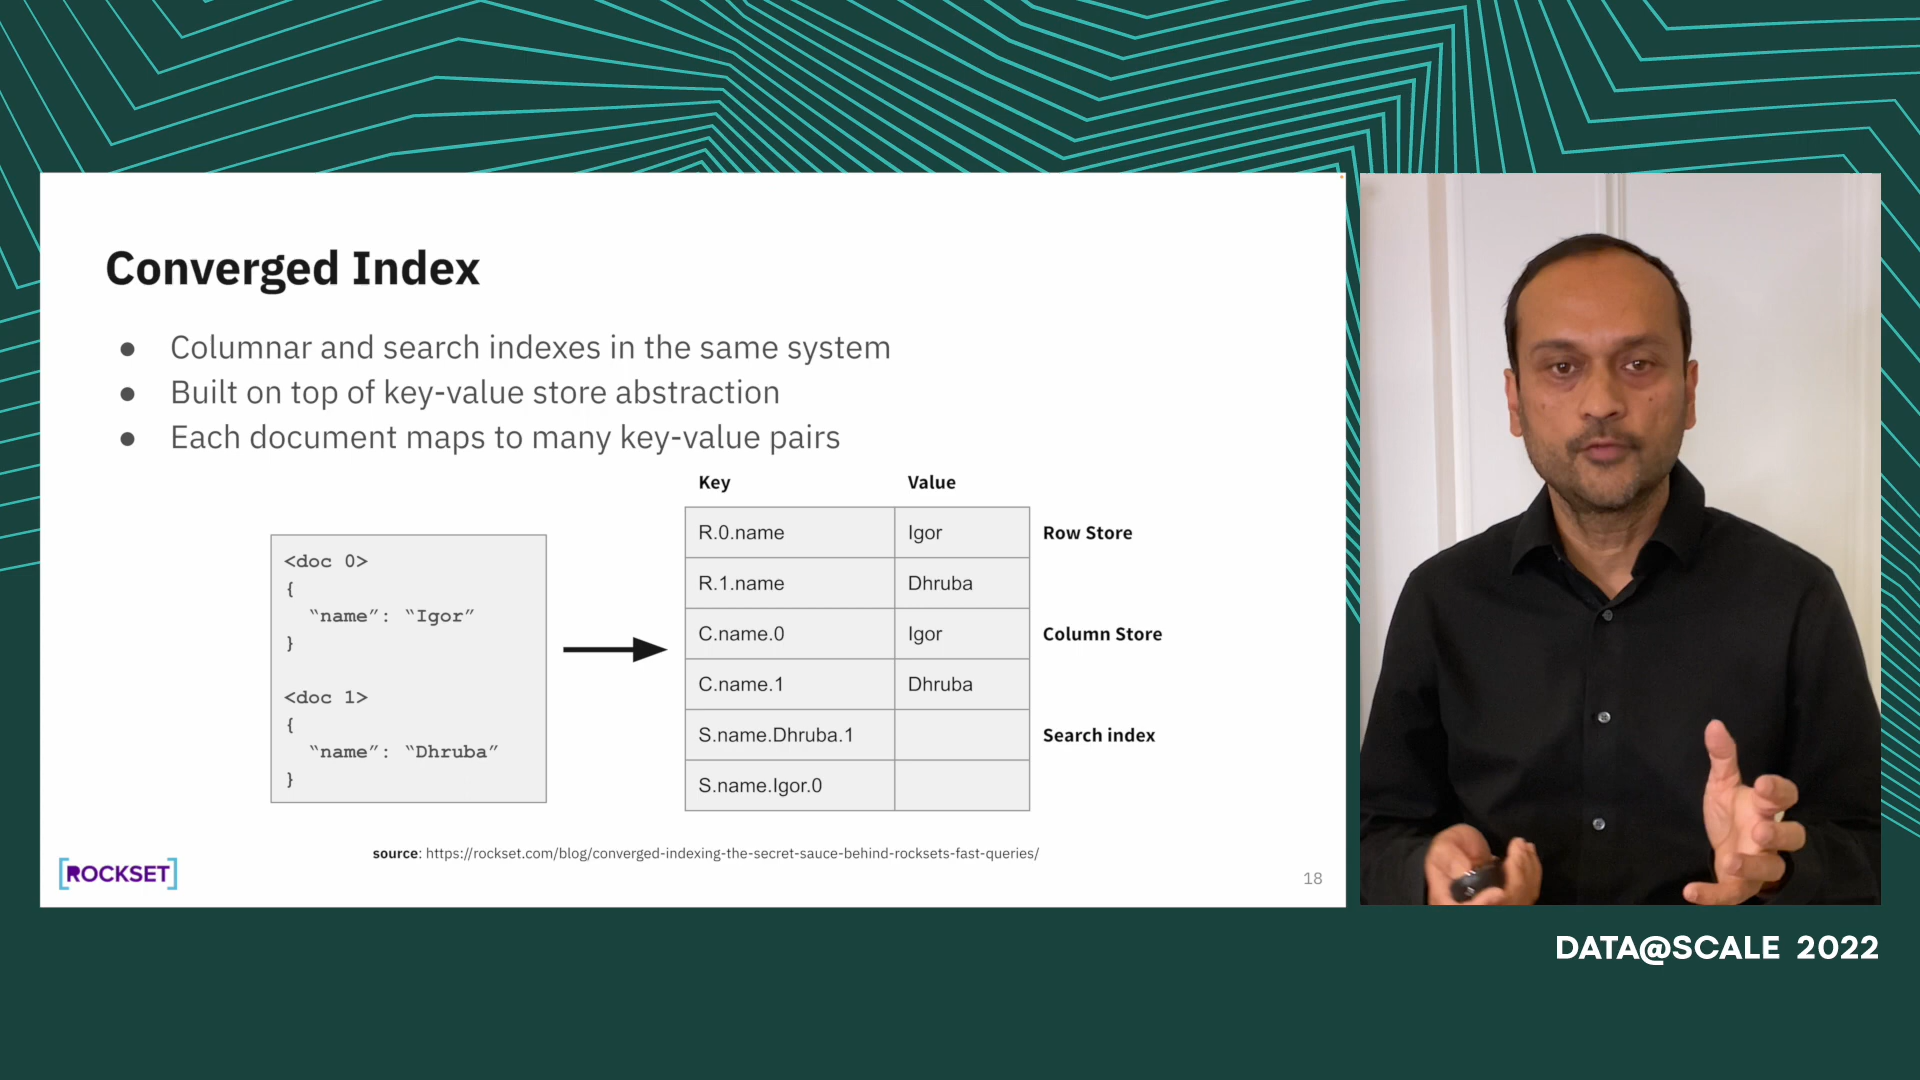 Converged Index
● Columnar and search indexes in the same system
● Built on top of key-value store abstraction
● Each document maps to many key-value pairs
Key Value
<doc 0>
{
“name”: “Igor”
}
<doc 1>
{
“name”: “Dhruba”
}
R.0.name Igor Row Store
R.1.name Dhruba
C.name.0 Igor Column Store
C.name.1 Dhruba
S.name.Dhruba.1 Search index
S.name.Igor.0
source: https://rockset.com/blog/converged-indexing-the-secret-sauce-behind-rocksets-fast-queries/
[ROCKSET]
18
DATA@SCALE 2022